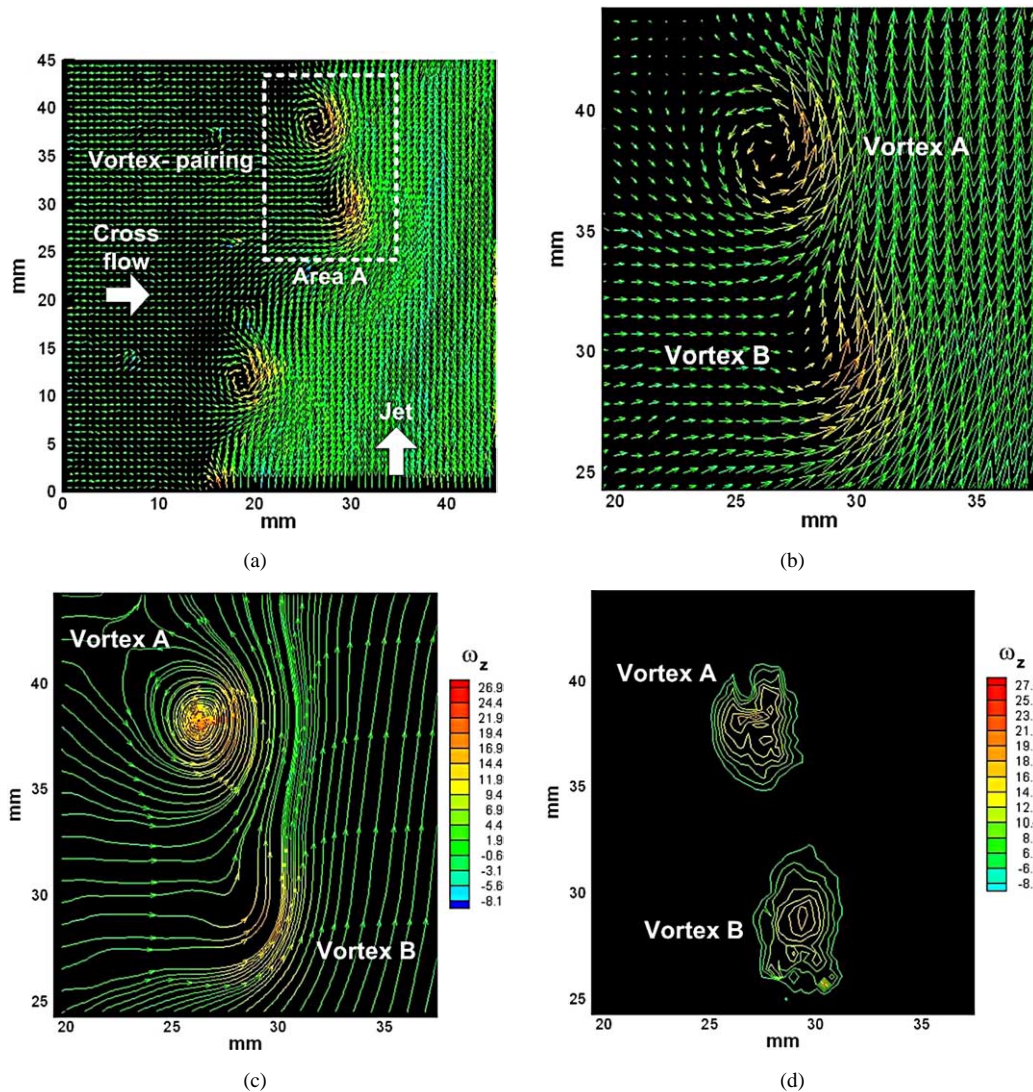 45
40
35
30
25
20
15
10
5
0
mm
Vortex- pairing
Cross
flow
Area A
Jet
0 10 20 30 40
mm
(a)
40
35
30
25
mm
Vortex A
Vortex B
20 25 30 35
mm
(b)
Vortex A
Vortex B
40
35
30
25
mm
20 25 30 35
mm
ωz
26.9
24.4
21.9
19.4
16.9
14.4
11.9
9.4
6.9
4.4
1.9
-0.6
-3.1
-5.6
-8.1
(c)
Vortex A
Vortex B
40
35
30
25
mm
20 25 30 35
mm
ωz
27.
25.
23.
21.
18.
16.
14.
12.
10.
8.
6.
-8.
(d)